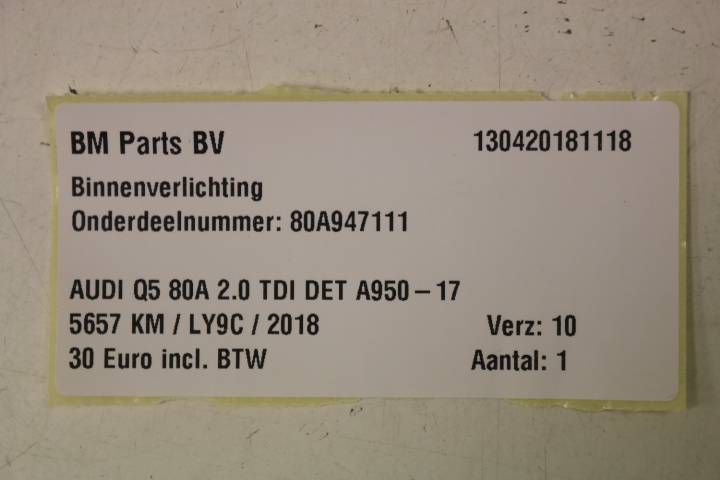 BM Parts BV 130420181118
Binnenverlichting
Onderdeelnummer: 80A947111
AUDI Q5 80A 2.0 TDI DET A950-17
5657 KM / LY9C / 2018 Verz: 10
30 Euro incl. BTW Aantal: 1